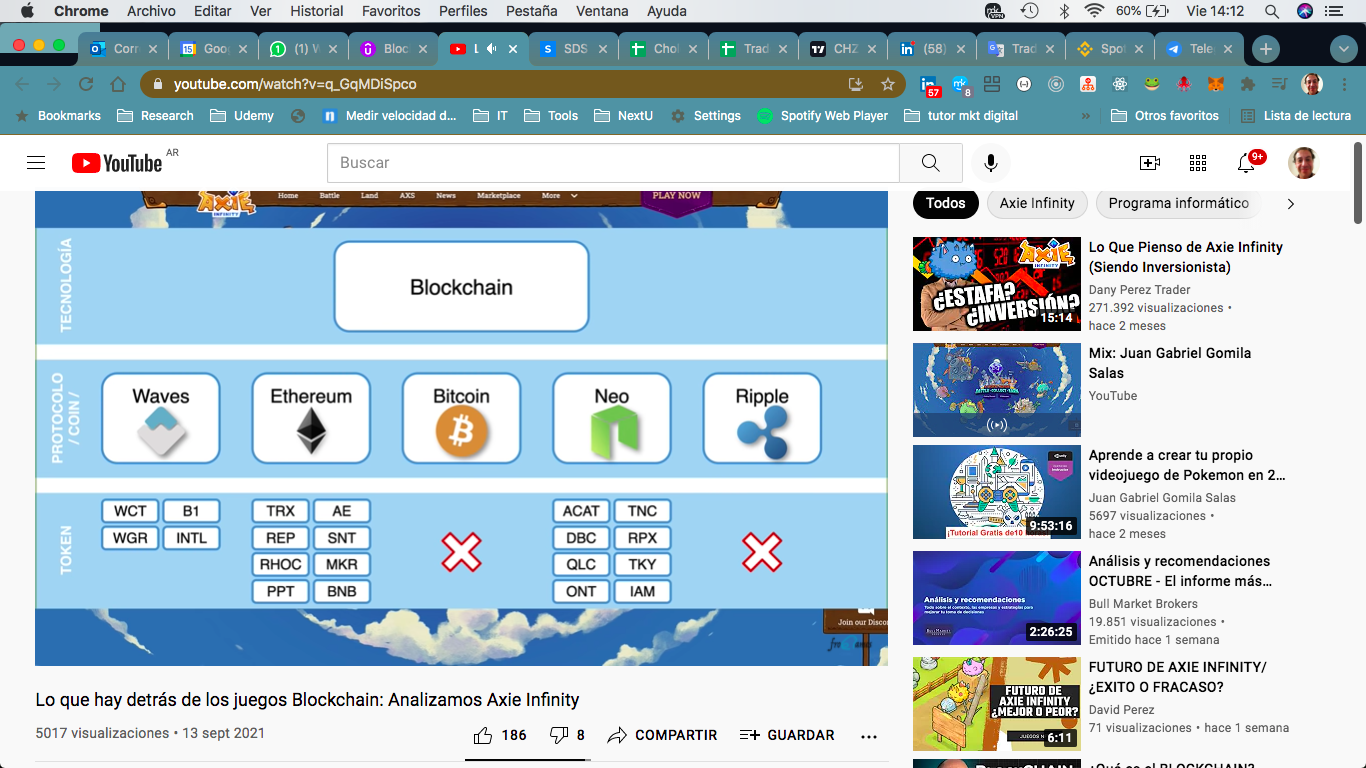 Chrome Archivo Editar Ver Historial Favoritos Perfiles Pestaña Ventana Ayuda
60% Vie 14:12
Corre Goog (1) W Bloc L SDS Chol Trad CHZ (58) Trad Spot Tele
youtube.com/watch?v=q_GqMDiSpco
57 8
Bookmarks Research Udemy Medir velocidad d... IT Tools NextU Settings Spotify Web Player tutor mkt digital » Otros favoritos Lista de lectura
YouTube AR
Buscar
9+
AXIE INFINITY
Home Battle Land AXS News Marketplace More PLAY NOW
TECNOLOGÍA
Blockchain
PROTOCOLO / COIN /
Waves Ethereum Bitcoin Neo Ripple
TOKEN
WCT B1 TRX AE ACAT TNC
WGR INTL REP SNT DBC RPX
RHOC MKR QLC TKY
PPT BNB ONT IAM
Join our Discor
Lo que hay detrás de los juegos Blockchain: Analizamos Axie Infinity
5017 visualizaciones • 13 sept 2021
186 8 COMPARTIR GUARDAR
Todos Axie Infinity Programa informático
AXIE INFINITY
¿ESTAFA?
¿INVERSIÓN?
15:14
Lo Que Pienso de Axie Infinity
(Siendo Inversionista)
Dany Perez Trader
271.392 visualizaciones •
hace 2 meses
Mix: Juan Gabriel Gomila
Salas
YouTube
¡Tutorial Gratis de10 horas!
9:53:16
Aprende a crear tu propio
videojuego de Pokemon en 2...
Juan Gabriel Gomila Salas
5697 visualizaciones •
hace 2 meses
Análisis y recomendaciones
2:26:25
Análisis y recomendaciones
OCTUBRE - El informe más...
Bull Market Brokers
19.851 visualizaciones •
Emitido hace 1 semana
FUTURO DE
AXIE INFINITY
¿MEJOR O PEOR?
6:11
FUTURO DE AXIE INFINITY/
¿EXITO O FRACASO?
David Perez
71 visualizaciones • hace 1 semana
¿Qué es el BLOCKCHAIN?